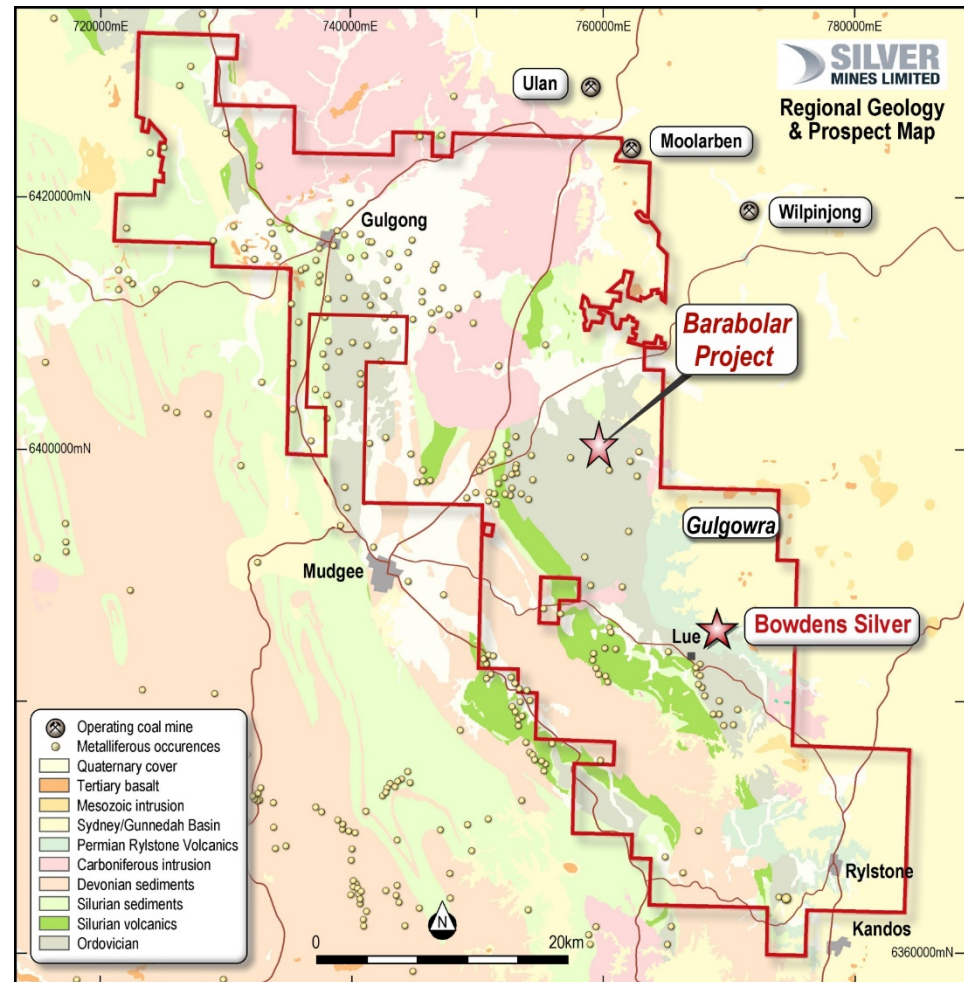 720000mE
740000mE
760000mE
780000mE
SILVER
MINES LIMITED
Regional Geology
& Prospect Map
Ulan
Moolarben
6420000mN
Wilpinjong
Gulgong
Barabolar
Project
6400000mN
Gulgowra
Mudgee
Lue
Bowdens Silver
Operating coal mine
Metalliferous occurences
Quaternary cover
Tertiary basalt
Mesozoic intrusion
Sydney/Gunnedah Basin
Permian Rylstone Volcanics
Carboniferous intrusion
Devonian sediments
Silurian sediments
Silurian volcanics
Ordovician
Rylstone
N
Kandos
0
20km
6360000mN